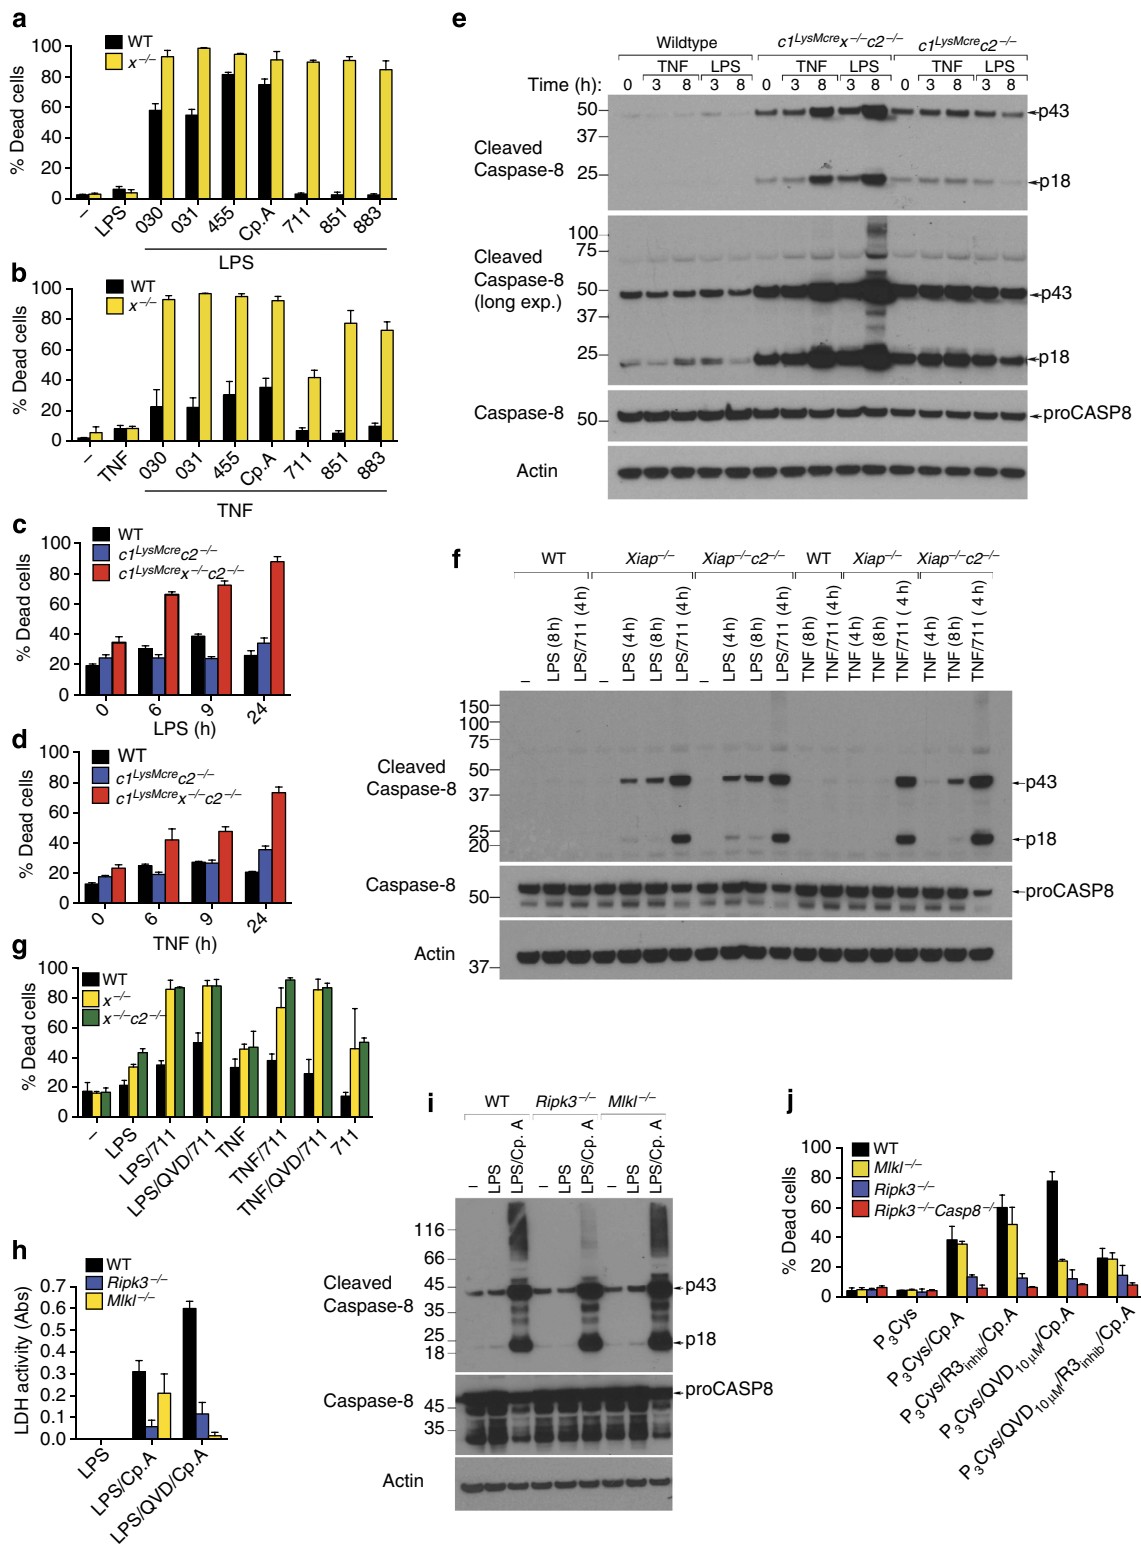 a
WT
x⁻/⁻
% Dead cells
100
80
60
40
20
0
–
LPS
030
031
455
Cp.A
711
851
883
LPS
b
WT
x⁻/⁻
% Dead cells
100
80
60
40
20
0
–
TNF
030
031
455
Cp.A
711
851
883
TNF
c
WT
c1ᴸʸˢᴹᶜʳᵉc2⁻/⁻
c1ᴸʸˢᴹᶜʳᵉx⁻/⁻c2⁻/⁻
% Dead cells
100
80
60
40
20
0
0
6
9
24
LPS (h)
d
WT
c1ᴸʸˢᴹᶜʳᵉc2⁻/⁻
c1ᴸʸˢᴹᶜʳᵉx⁻/⁻c2⁻/⁻
% Dead cells
100
80
60
40
20
0
0
6
9
24
TNF (h)
g
WT
x⁻/⁻
x⁻/⁻c2⁻/⁻
% Dead cells
100
80
60
40
20
0
–
LPS
LPS/711
LPS/QVD/711
TNF
TNF/711
TNF/QVD/711
711
h
WT
Ripk3⁻/⁻
Mlkl⁻/⁻
LDH activity (Abs)
0.7
0.6
0.5
0.4
0.3
0.2
0.1
0.0
LPS
LPS/Cp.A
LPS/QVD/Cp.A
e
Wildtype c1ᴸʸˢᴹᶜʳᵉx⁻/⁻c2⁻/⁻ c1ᴸʸˢᴹᶜʳᵉc2⁻/⁻
TNF LPS TNF LPS TNF LPS
Time (h): 0 3 8 3 8 0 3 8 3 8 0 3 8 3 8
Cleaved
Caspase-8
50
37
25
p43
p18
Cleaved
Caspase-8
(long exp.)
100
75
50
37
25
p43
p18
Caspase-8
50
proCASP8
Actin
f
WT Xiap⁻/⁻ Xiap⁻/⁻c2⁻/⁻ WT Xiap⁻/⁻ Xiap⁻/⁻c2⁻/⁻
–
LPS (8h)
LPS/711 (4h)
–
LPS (4h)
LPS (8h)
LPS/711 (4h)
–
LPS (4h)
LPS (8h)
LPS/711 (4h)
TNF (8h)
TNF/711 (4h)
TNF (4h)
TNF (8h)
TNF/711 ( 4h)
TNF (4h)
TNF (8h)
TNF/711 ( 4h)
Cleaved
Caspase-8
150
100
75
50
37
25
20
p43
p18
Caspase-8
50
proCASP8
Actin
37
i
WT Ripk3⁻/⁻ Mlkl⁻/⁻
–
LPS
LPS/Cp. A
–
LPS
LPS/Cp. A
–
LPS
LPS/Cp. A
Cleaved
Caspase-8
116
66
45
35
25
18
p43
p18
Caspase-8
45
35
proCASP8
Actin
j
WT
Mlkl⁻/⁻
Ripk3⁻/⁻
Ripk3⁻/⁻Casp8⁻/⁻
% Dead cells
100
80
60
40
20
0
P₃Cys
P₃Cys/Cp.A
P₃Cys/R3inhib/Cp.A
P₃Cys/QVD10 µM/Cp.A
P₃Cys/QVD10 µM/R3inhib/Cp.A